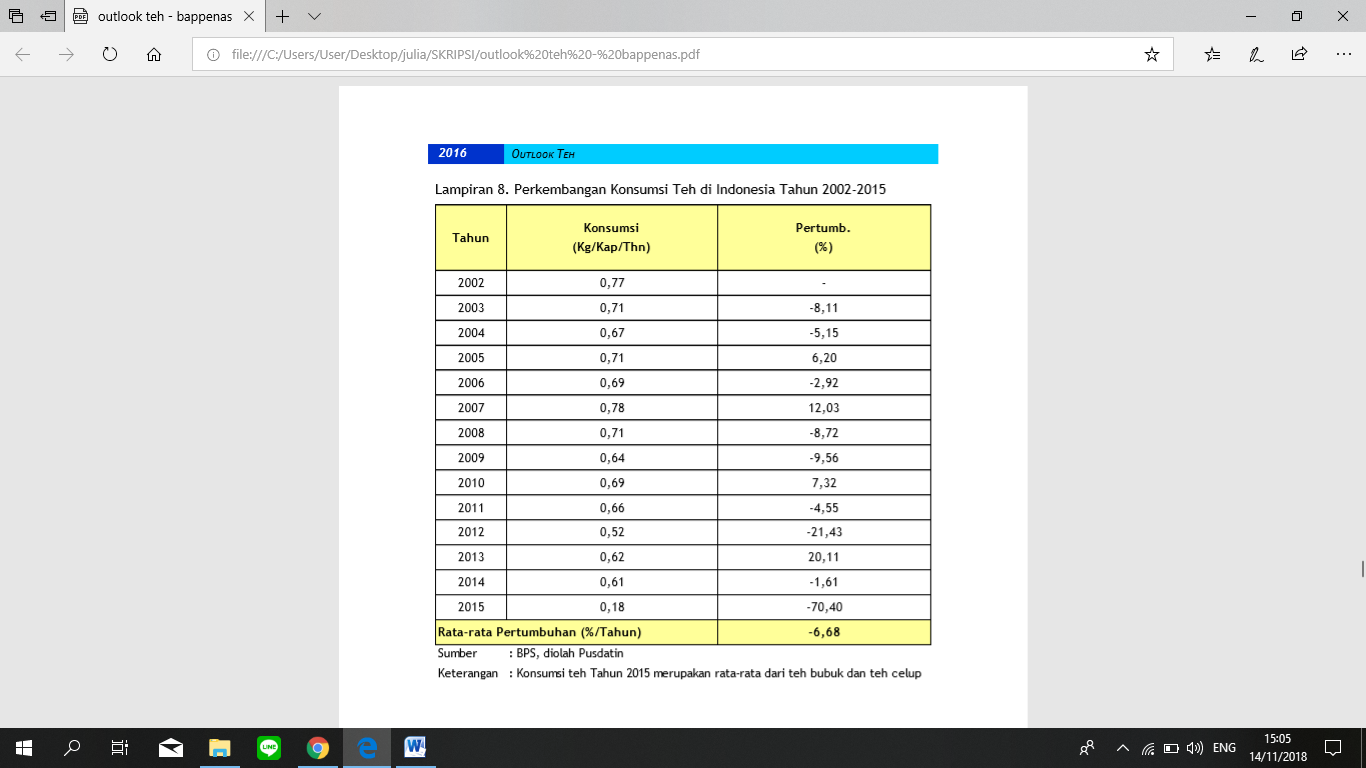 outlook teh - bappenas
file:///C:/Users/User/Desktop/julia/SKRIPSI/outlook%20teh%20-%20bappenas.pdf
2016 OUTLOOK TEH
Lampiran 8. Perkembangan Konsumsi Teh di Indonesia Tahun 2002-2015
Tahun Konsumsi (Kg/Kap/Thn) Pertumb. (%)
2002 0,77 -
2003 0,71 -8,11
2004 0,67 -5,15
2005 0,71 6,20
2006 0,69 -2,92
2007 0,78 12,03
2008 0,71 -8,72
2009 0,64 -9,56
2010 0,69 7,32
2011 0,66 -4,55
2012 0,52 -21,43
2013 0,62 20,11
2014 0,61 -1,61
2015 0,18 -70,40
Rata-rata Pertumbuhan (%/Tahun) -6,68
Sumber : BPS, diolah Pusdatin
Keterangan : Konsumsi teh Tahun 2015 merupakan rata-rata dari teh bubuk dan teh celup
LINE
ENG
15:05
14/11/2018